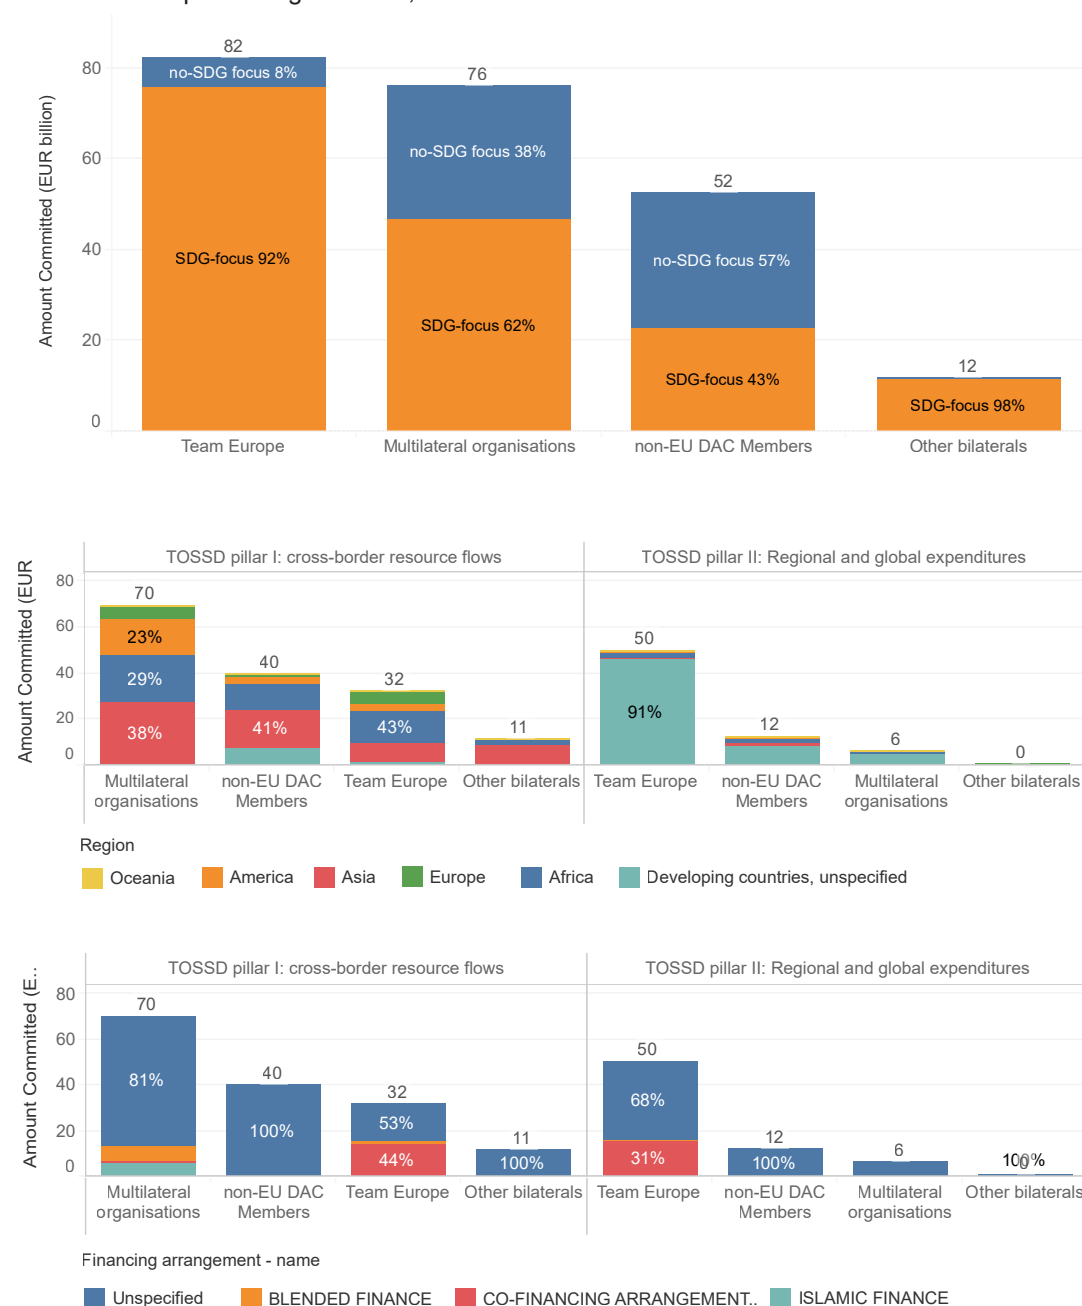 Amount Committed (EUR billion)
80
60
40
20
0
82
no-SDG focus 8%
SDG-focus 92%
76
no-SDG focus 38%
SDG-focus 62%
52
no-SDG focus 57%
SDG-focus 43%
12
SDG-focus 98%
Team Europe
Multilateral organisations
non-EU DAC Members
Other bilaterals
Amount Committed (EUR
TOSSD pillar I: cross-border resource flows
TOSSD pillar II: Regional and global expenditures
80
60
40
20
0
70
23%
29%
38%
40
41%
32
43%
11
50
91%
12
6
0
Multilateral
organisations
non-EU DAC
Members
Team Europe
Other bilaterals
Team Europe
non-EU DAC
Members
Multilateral
organisations
Other bilaterals
Region
Oceania
America
Asia
Europe
Africa
Developing countries, unspecified
Amount Committed (E..
TOSSD pillar I: cross-border resource flows
TOSSD pillar II: Regional and global expenditures
80
60
40
20
0
70
81%
40
100%
32
53%
44%
11
100%
50
68%
31%
12
100%
6
100%
0
Multilateral
organisations
non-EU DAC
Members
Team Europe
Other bilaterals
Team Europe
non-EU DAC
Members
Multilateral
organisations
Other bilaterals
Financing arrangement - name
Unspecified
BLENDED FINANCE
CO-FINANCING ARRANGEMENT..
ISLAMIC FINANCE